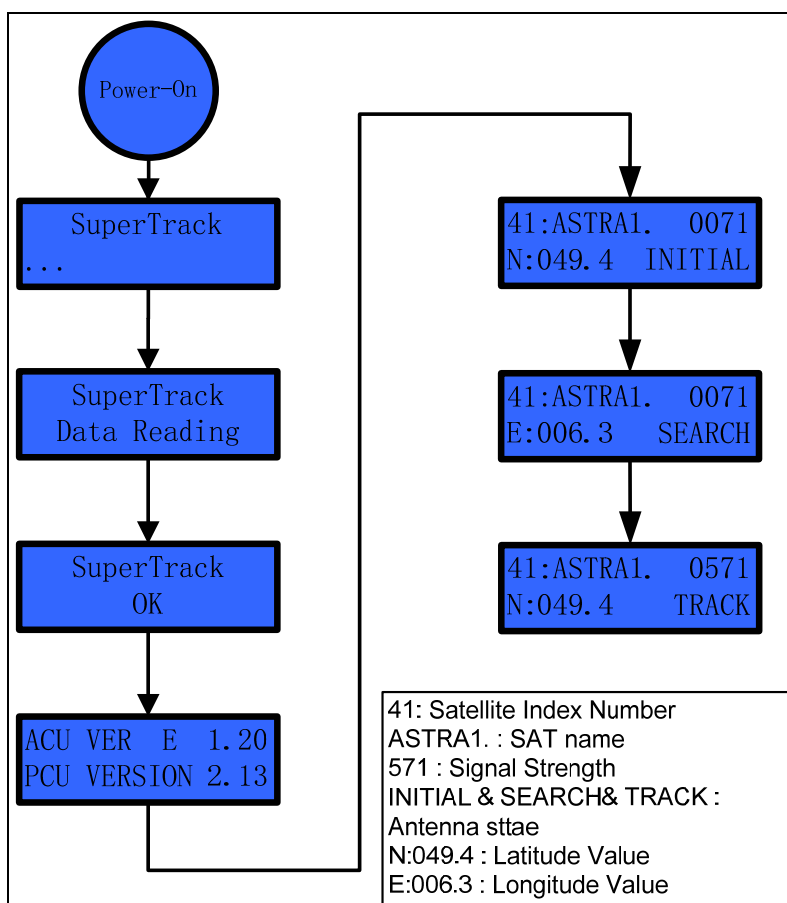 Power-On
SuperTrack
...
SuperTrack
Data Reading
SuperTrack
OK
ACU VER E 1.20
PCU VERSION 2.13
41:ASTRA1. 0071
N:049.4 INITIAL
41:ASTRA1. 0071
E:006.3 SEARCH
41:ASTRA1. 0571
N:049.4 TRACK
41: Satellite Index Number
ASTRA1. : SAT name
571 : Signal Strength
INITIAL & SEARCH& TRACK :
Antenna sttae
N:049.4 : Latitude Value
E:006.3 : Longitude Value